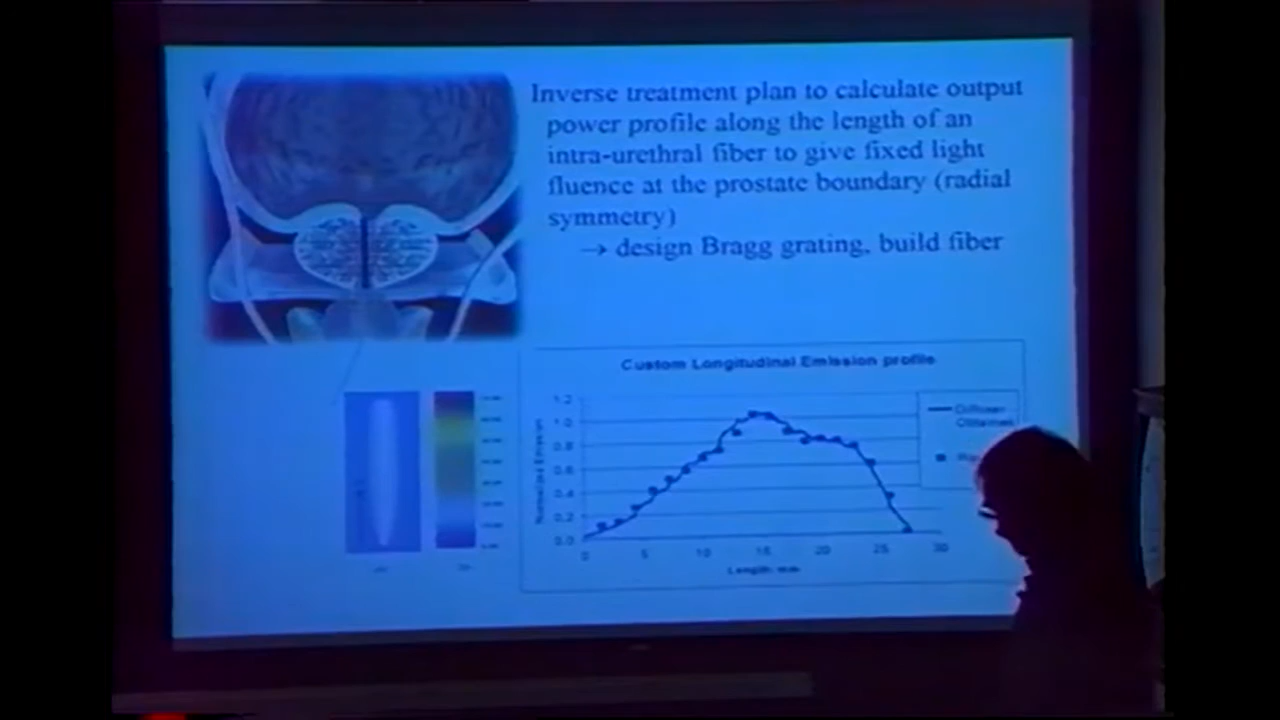 Inverse treatment plan to calculate output
power profile along the length of an
intra-urethral fiber to give fixed light
fluence at the prostate boundary (radial
symmetry)
→ design Bragg grating, build fiber
Custom Longitudinal Emission profile
1.2
1.0
0.8
0.6
0.4
0.2
0.0
0 5 10 15 20 25 30
Length mm